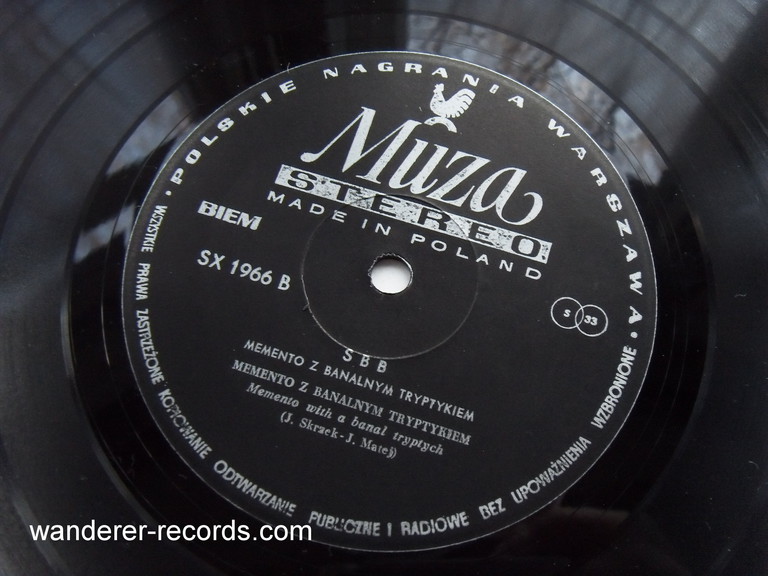 • POLSKIE NAGRANIA WARSZAWA •
Muza
STEREO
MADE IN POLAND
BIEM
SX 1966 B
S 33
SBB
MEMENTO Z BANALNYM TRYPTYKIEM
MEMENTO Z BANALNYM TRYPTYKIEM
Memento with a banal tryptych
(J. Skrzek - J. Matej)
WSZYSTKIE PRAWA ZASTRZEŻONE KOPIOWANIE ODTWARZANIE PUBLICZNE I RADIOWE BEZ UPOWAŻNIENIA WZBRONIONE
wanderer-records.com